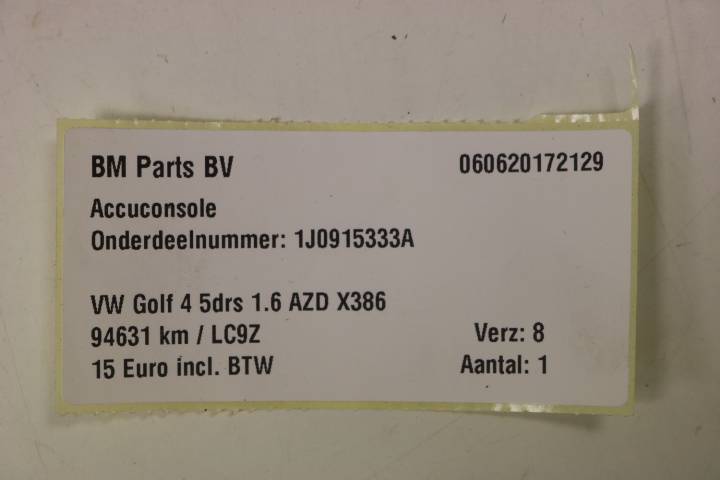 BM Parts BV 060620172129
Accuconsole
Onderdeelnummer: 1J0915333A
VW Golf 4 5drs 1.6 AZD X386
94631 km / LC9Z Verz: 8
15 Euro incl. BTW Aantal: 1